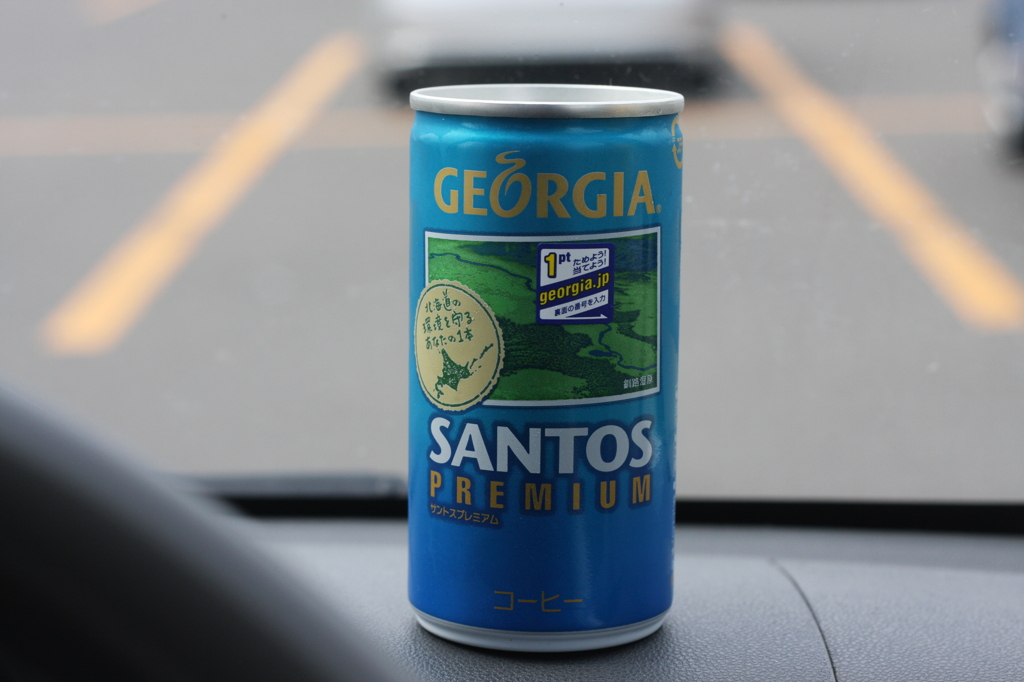 GEORGIA
1pt ためよう!
当てよう!
georgia.jp
裏面の番号を入力
北海道の
環境を守る
あなたの1本
釧路湿原
SANTOS
PREMIUM
サントスプレミアム
コーヒー